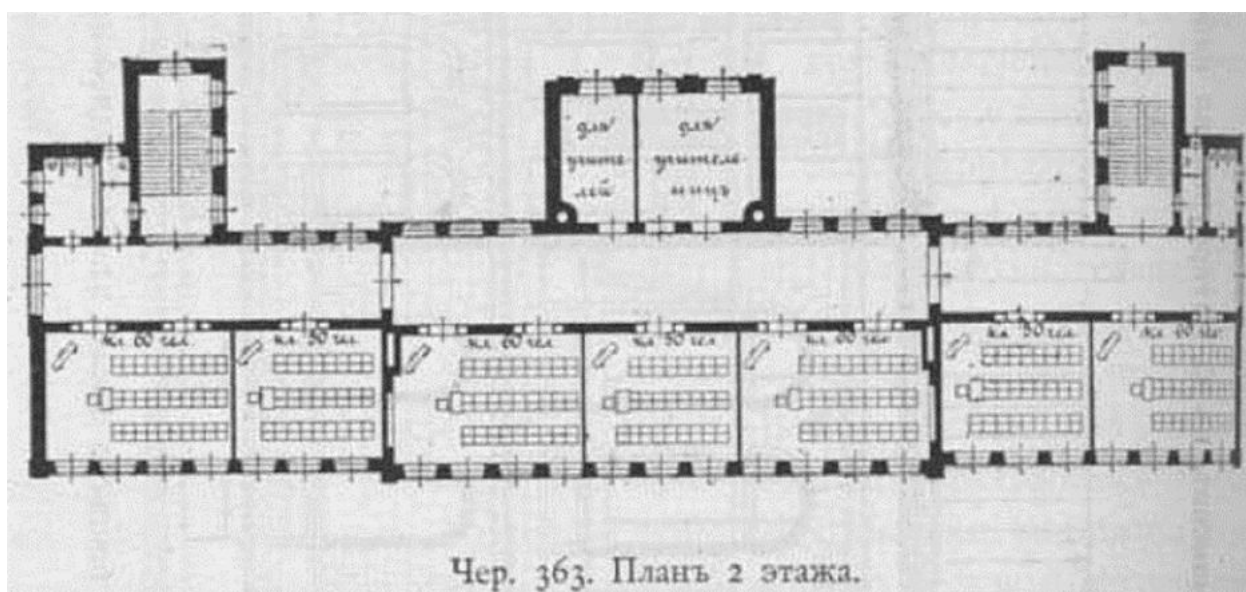 для
учите
лей
для
учитель
ницъ
кл. 60 чел.
кл. 50 чел.
кл. 60 чел.
кл. 50 чел.
кл. 60 чел.
кл. 50 чел.
кл. 60 чел.
Чер. 363. Планъ 2 этажа.